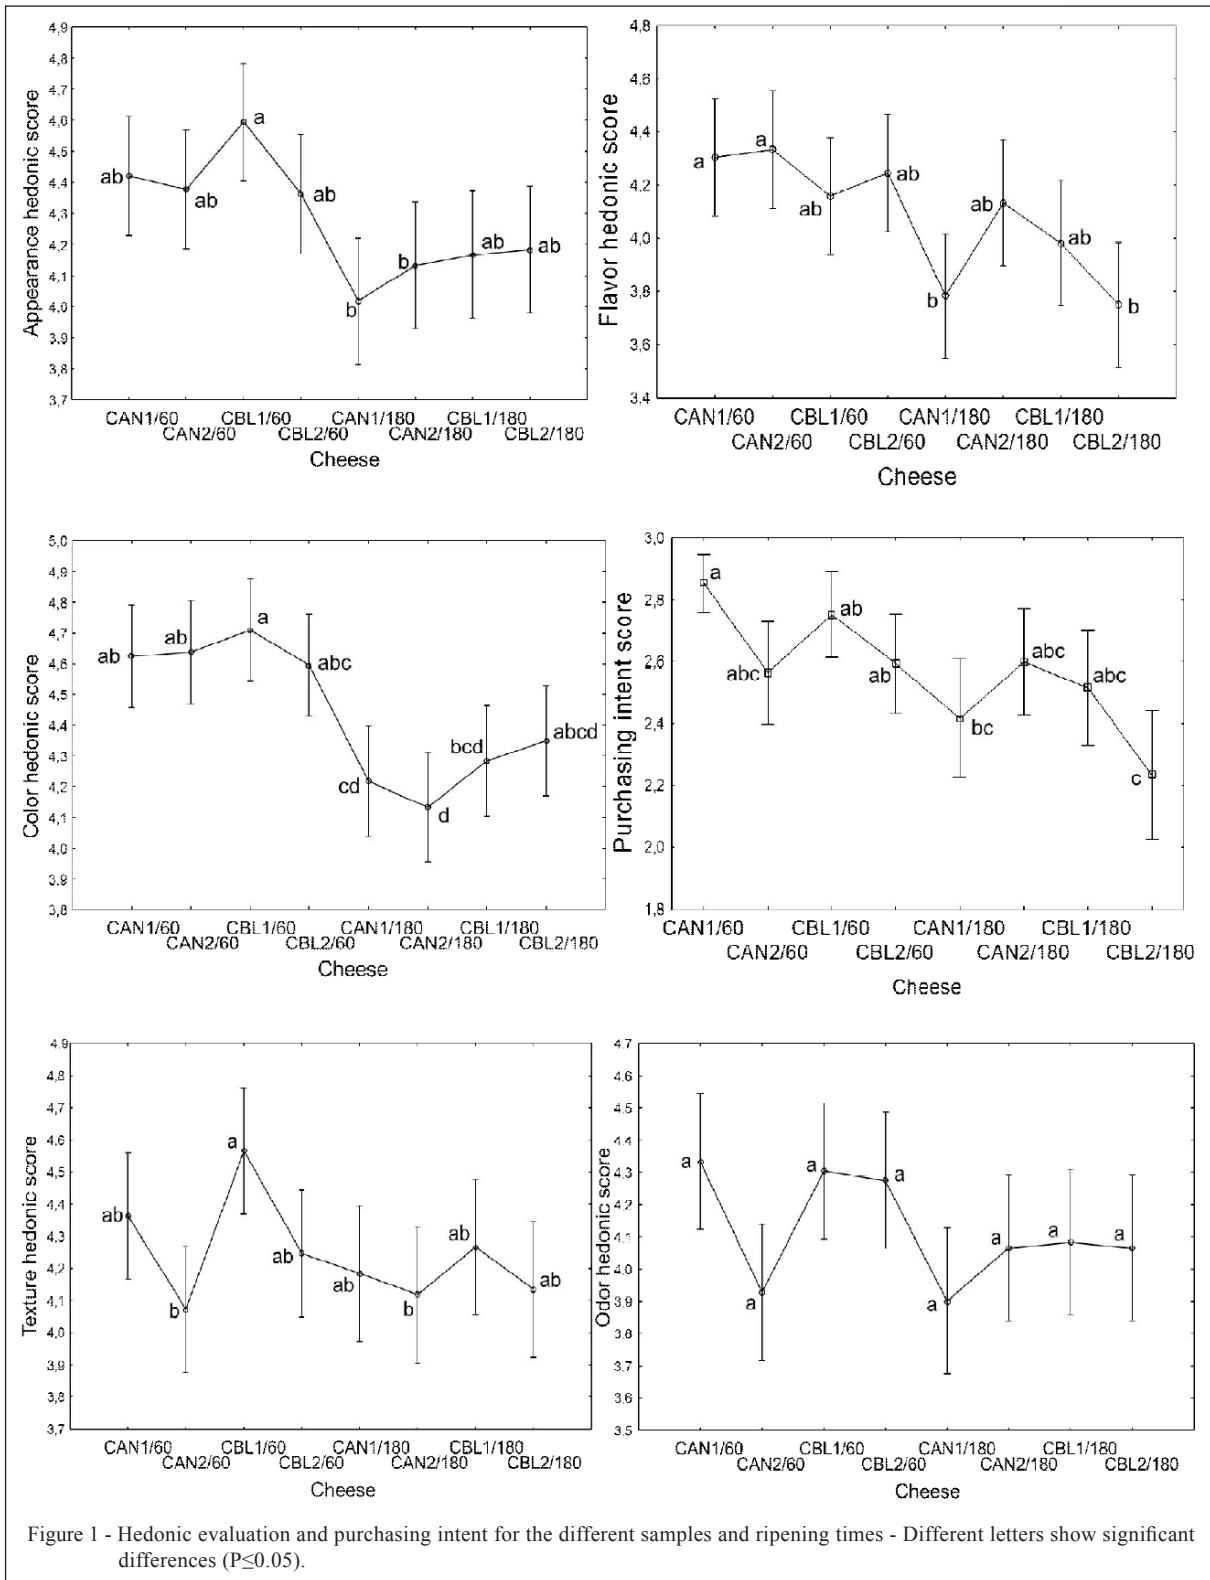 4,9
4,8
4,7
4,6
4,5
4,4
4,3
4,2
4,1
4,0
3,9
3,8
3,7
Appearance hedonic score
ab
ab
a
ab
b
b
ab
ab
CAN1/60 CBL1/60 CAN1/180 CBL1/180
CAN2/60 CBL2/60 CAN2/180 CBL2/180
Cheese
4,8
4,6
4,4
4,2
4,0
3,8
3,6
3,4
Flavor hedonic score
a
a
ab
ab
b
ab
ab
b
CAN1/60 CBL1/60 CAN1/180 CBL1/180
CAN2/60 CBL2/60 CAN2/180 CBL2/180
Cheese
5,0
4,9
4,8
4,7
4,6
4,5
4,4
4,3
4,2
4,1
4,0
3,9
3,8
Color hedonic score
ab
ab
a
abc
cd
d
bcd
abcd
CAN1/60 CBL1/60 CAN1/180 CBL1/180
CAN2/60 CBL2/60 CAN2/180 CBL2/180
Cheese
3,0
2,8
2,6
2,4
2,2
2,0
1,8
Purchasing intent score
a
abc
ab
ab
bc
abc
abc
c
CAN1/60 CBL1/60 CAN1/180 CBL1/180
CAN2/60 CBL2/60 CAN2/180 CBL2/180
Cheese
4,9
4,8
4,7
4,6
4,5
4,4
4,3
4,2
4,1
4,0
3,9
3,8
3,7
Texture hedonic score
ab
b
a
ab
ab
b
ab
ab
CAN1/60 CBL1/60 CAN1/180 CBL1/180
CAN2/60 CBL2/60 CAN2/180 CBL2/180
Cheese
4,7
4,6
4,5
4,4
4,3
4,2
4,1
4,0
3,9
3,8
3,7
3,6
3,5
Odor hedonic score
a
a
a
a
a
a
a
a
CAN1/60 CBL1/60 CAN1/180 CBL1/180
CAN2/60 CBL2/60 CAN2/180 CBL2/180
Cheese
Figure 1 - Hedonic evaluation and purchasing intent for the different samples and ripening times - Different letters show significant
differences (P≤0.05).